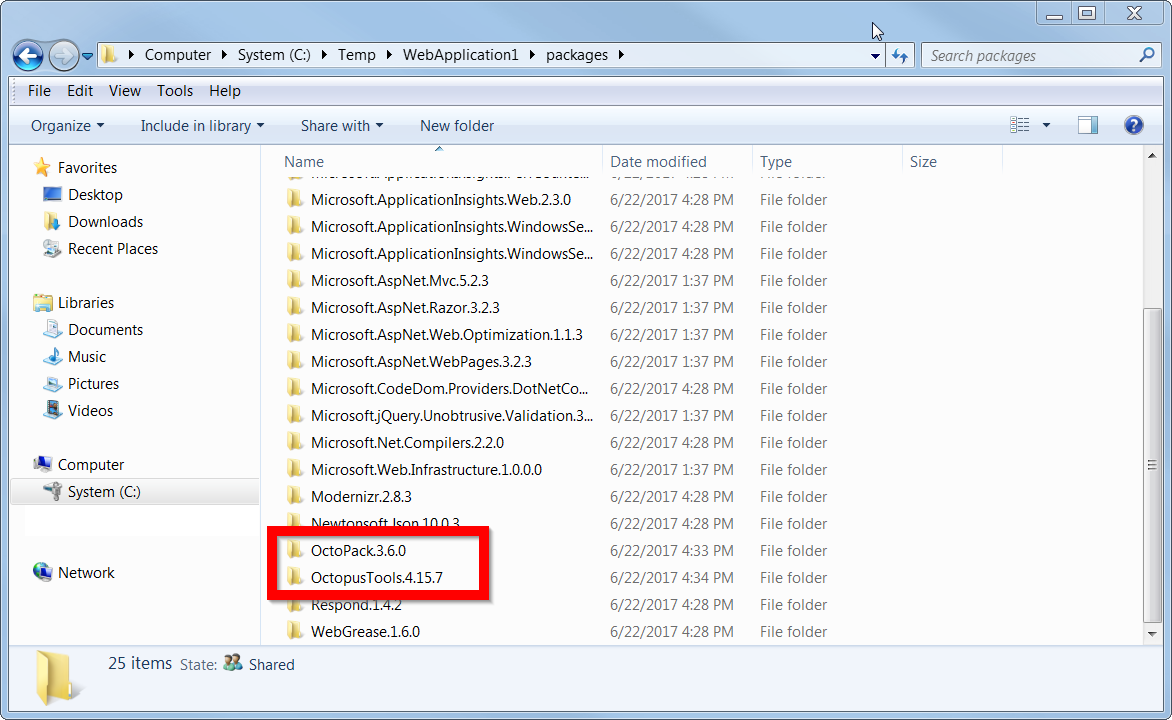 Computer System (C:) Temp WebApplication1 packages Search packages
File Edit View Tools Help
Organize Include in library Share with New folder
Favorites
Desktop
Downloads
Recent Places
Libraries
Documents
Music
Pictures
Videos
Computer
System (C:)
Network
Name Date modified Type Size
Microsoft.ApplicationInsights.Web.2.3.0 6/22/2017 4:28 PM File folder
Microsoft.ApplicationInsights.WindowsSe... 6/22/2017 4:28 PM File folder
Microsoft.ApplicationInsights.WindowsSe... 6/22/2017 4:28 PM File folder
Microsoft.AspNet.Mvc.5.2.3 6/22/2017 1:37 PM File folder
Microsoft.AspNet.Razor.3.2.3 6/22/2017 1:37 PM File folder
Microsoft.AspNet.Web.Optimization.1.1.3 6/22/2017 1:37 PM File folder
Microsoft.AspNet.WebPages.3.2.3 6/22/2017 1:37 PM File folder
Microsoft.CodeDom.Providers.DotNetCo... 6/22/2017 4:28 PM File folder
Microsoft.jQuery.Unobtrusive.Validation.3... 6/22/2017 1:37 PM File folder
Microsoft.Net.Compilers.2.2.0 6/22/2017 4:28 PM File folder
Microsoft.Web.Infrastructure.1.0.0.0 6/22/2017 1:37 PM File folder
Modernizr.2.8.3 6/22/2017 4:28 PM File folder
Newtonsoft.Json.10.0.3 6/22/2017 4:28 PM File folder
OctoPack.3.6.0 6/22/2017 4:33 PM File folder
OctopusTools.4.15.7 6/22/2017 4:34 PM File folder
Respond.1.4.2 6/22/2017 4:28 PM File folder
WebGrease.1.6.0 6/22/2017 4:28 PM File folder
25 items State: Shared